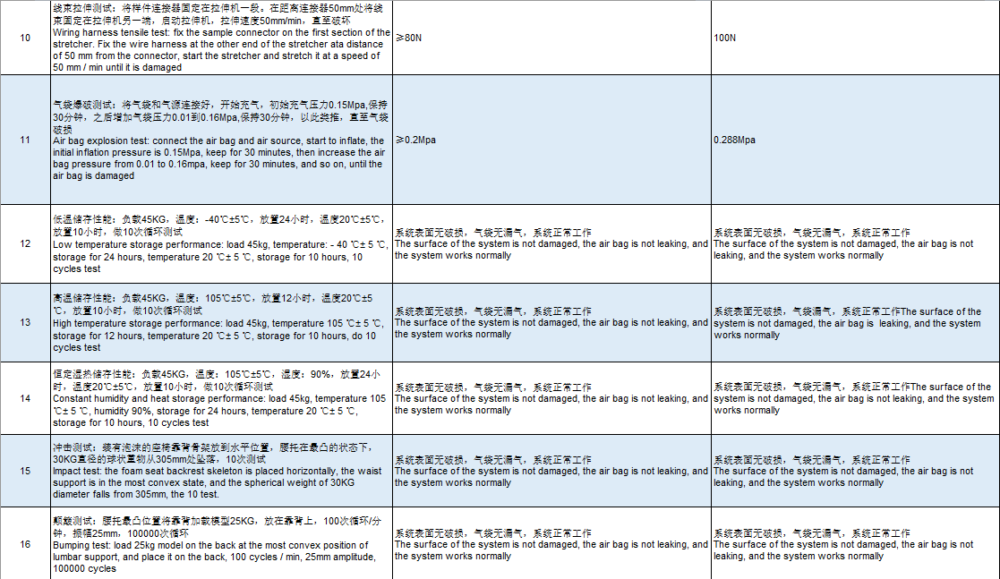 10
线束拉伸测试：将样件连接器固定在拉伸机一段。在距离连接器50mm处将线
束固定在拉伸机另一端，启动拉伸机，拉伸速度50mm/min，直至破坏
Wiring harness tensile test: fix the sample connector on the first section of the
stretcher. Fix the wire harness at the other end of the stretcher ata distance
of 50 mm from the connector, start the stretcher and stretch it at a speed of
50 mm / min until it is damaged
≥80N
100N
11
气袋爆破测试：将气袋和气源连接好，开始充气，初始充气压力0.15Mpa,保持
30分钟，之后增加气袋压力0.01到0.16Mpa,保持30分钟，以此类推，直至气袋
破损
Air bag explosion test: connect the air bag and air source, start to inflate, the
initial inflation pressure is 0.15Mpa, keep for 30 minutes, then increase the air
bag pressure from 0.01 to 0.16mpa, keep for 30 minutes, and so on, until the
air bag is damaged
≥0.2Mpa
0.288Mpa
12
低温储存性能：负载45KG，温度：-40℃±5℃，放置24小时，温度20℃±5℃，
放置10小时，做10次循环测试
Low temperature storage performance: load 45kg, temperature: - 40 ℃± 5 ℃,
storage for 24 hours, temperature 20 ℃± 5 ℃, storage for 10 hours, 10
cycles test
系统表面无破损，气袋无漏气，系统正常工作
The surface of the system is not damaged, the air bag is not leaking, and
the system works normally
系统表面无破损，气袋无漏气，系统正常工作
The surface of the system is not damaged, the air bag is not
leaking, and the system works normally
13
高温储存性能：负载45KG，温度：105℃±5℃，放置12小时，温度20℃±5
℃，放置10小时，做10次循环测试
High temperature storage performance: load 45kg, temperature 105 ℃± 5 ℃,
storage for 12 hours, temperature 20 ℃± 5 ℃, storage for 10 hours, do 10
cycles test
系统表面无破损，气袋无漏气，系统正常工作
The surface of the system is not damaged, the air bag is not leaking, and
the system works normally
系统表面无破损，气袋漏气，系统正常工作The surface of the
system is not damaged, the air bag is  leaking, and the system
works normally
14
恒定湿热储存性能：负载45KG，温度：105℃±5℃，湿度：90%，放置24小
时，温度20℃±5℃，放置10小时，做10次循环测试
Constant humidity and heat storage performance: load 45kg, temperature 105
℃± 5 ℃, humidity 90%, storage for 24 hours, temperature 20 ℃± 5 ℃,
storage for 10 hours, 10 cycles test
系统表面无破损，气袋无漏气，系统正常工作
The surface of the system is not damaged, the air bag is not leaking, and
the system works normally
系统表面无破损，气袋无漏气，系统正常工作The surface of the
system is not damaged, the air bag is not leaking, and the system
works normally
15
冲击测试：装有泡沫的座椅靠背骨架放到水平位置，腰托在最凸的状态下，
30KG直径的球状重物从305mm处坠落，10次测试
Impact test: the foam seat backrest skeleton is placed horizontally, the waist
support is in the most convex state, and the spherical weight of 30KG
diameter falls from 305mm, the 10 test.
系统表面无破损，气袋无漏气，系统正常工作
The surface of the system is not damaged, the air bag is not leaking, and
the system works normally
系统表面无破损，气袋无漏气，系统正常工作
The surface of the system is not damaged, the air bag is not
leaking, and the system works normally
16
颠簸测试：腰托最凸位置将靠背加载模型25KG，放在靠背上，100次循环/分
钟，振幅25mm，100000次循环
Bumping test: load 25kg model on the back at the most convex position of
lumbar support, and place it on the back, 100 cycles / min, 25mm amplitude,
100000 cycles
系统表面无破损，气袋无漏气，系统正常工作
The surface of the system is not damaged, the air bag is not leaking, and
the system works normally
系统表面无破损，气袋无漏气，系统正常工作
The surface of the system is not damaged, the air bag is not
leaking, and the system works normally